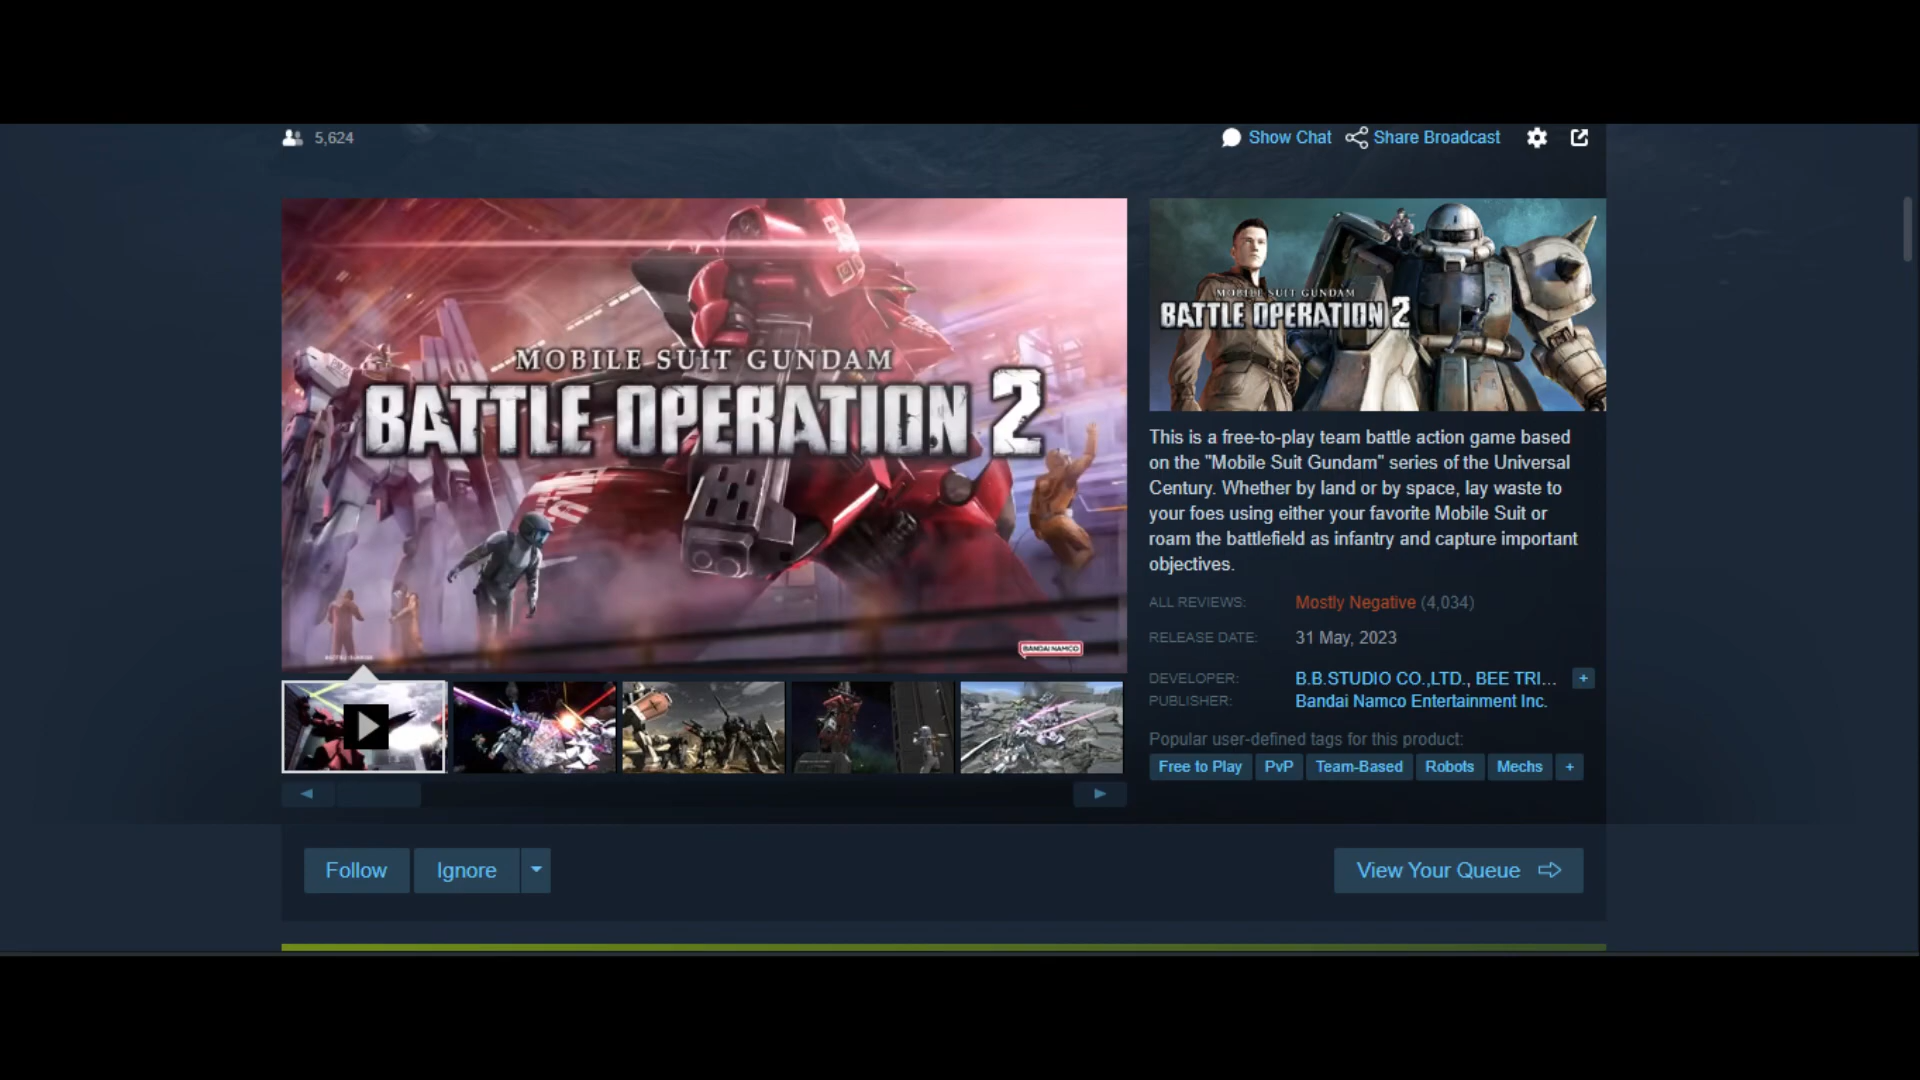 5,624
Show Chat
Share Broadcast
MOBILE SUIT GUNDAM
BATTLE OPERATION 2
BANDAI NAMCO
MOBILE SUIT GUNDAM
BATTLE OPERATION 2
This is a free-to-play team battle action game based
on the "Mobile Suit Gundam" series of the Universal
Century. Whether by land or by space, lay waste to
your foes using either your favorite Mobile Suit or
roam the battlefield as infantry and capture important
objectives.
ALL REVIEWS: Mostly Negative (4,034)
RELEASE DATE: 31 May, 2023
DEVELOPER: B.B.STUDIO CO.,LTD., BEE TRI... +
PUBLISHER: Bandai Namco Entertainment Inc.
Popular user-defined tags for this product:
Free to Play PvP Team-Based Robots Mechs +
Follow
Ignore
View Your Queue